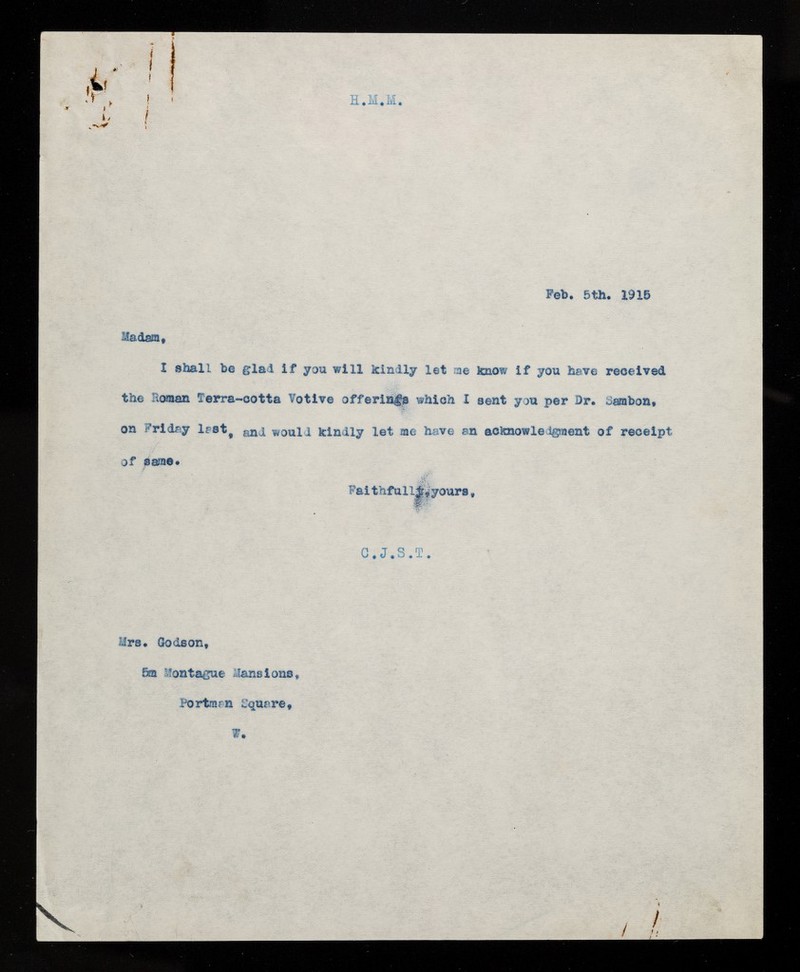 H.M.M.
Feb. 5th. 1915
Madam,
I shall be glad if you will kindly let me know if you have received
the Roman Terra-cotta Votive offerings which I sent you per Dr. Sambon,
on Friday last, and would kindly let me have an acknowledgment of receipt
of same.
Faithfully, yours,
C.J.S.T.
Mrs. Godson,
5m Montague Mansions,
Portman Square,
W.